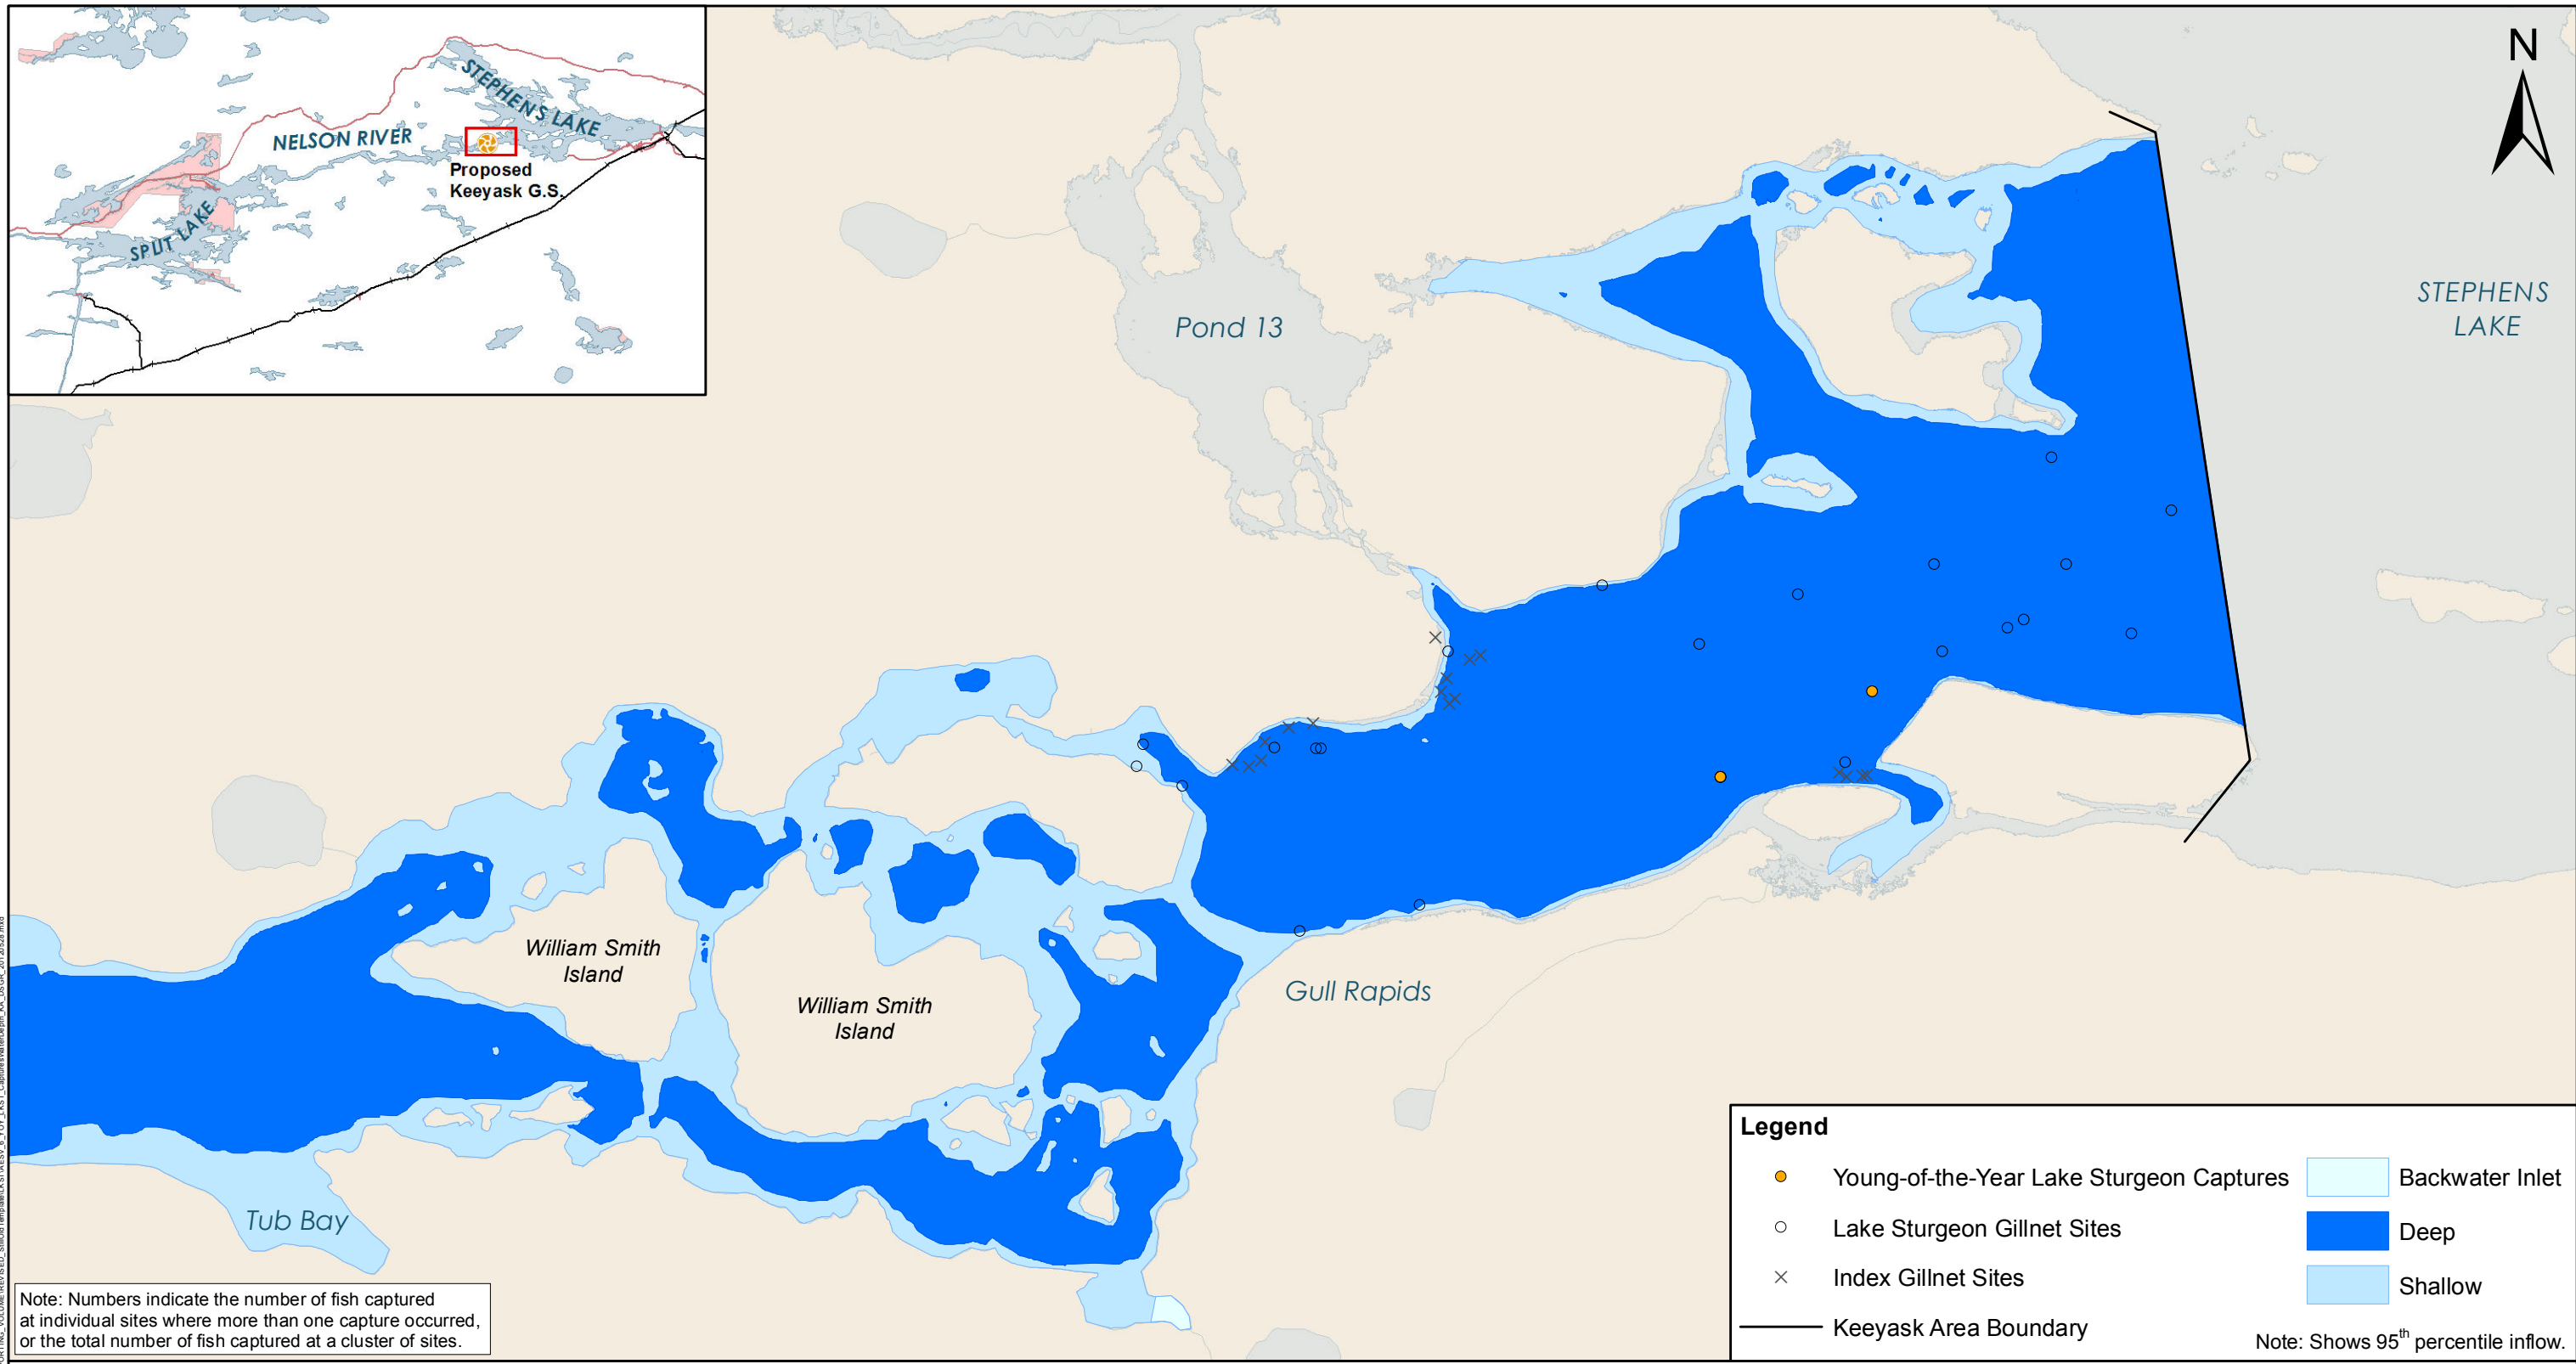 STEPHENS LAKE
NELSON RIVER
Proposed
Keeyask G.S.
SPLIT LAKE
N
STEPHENS
LAKE
Pond 13
William Smith
Island
William Smith
Island
Gull Rapids
Tub Bay
Note: Numbers indicate the number of fish captured
at individual sites where more than one capture occurred,
or the total number of fish captured at a cluster of sites.
Legend
Young-of-the-Year Lake Sturgeon Captures
Lake Sturgeon Gillnet Sites
Index Gillnet Sites
Keeyask Area Boundary
Backwater Inlet
Deep
Shallow
Note: Shows 95th percentile inflow.